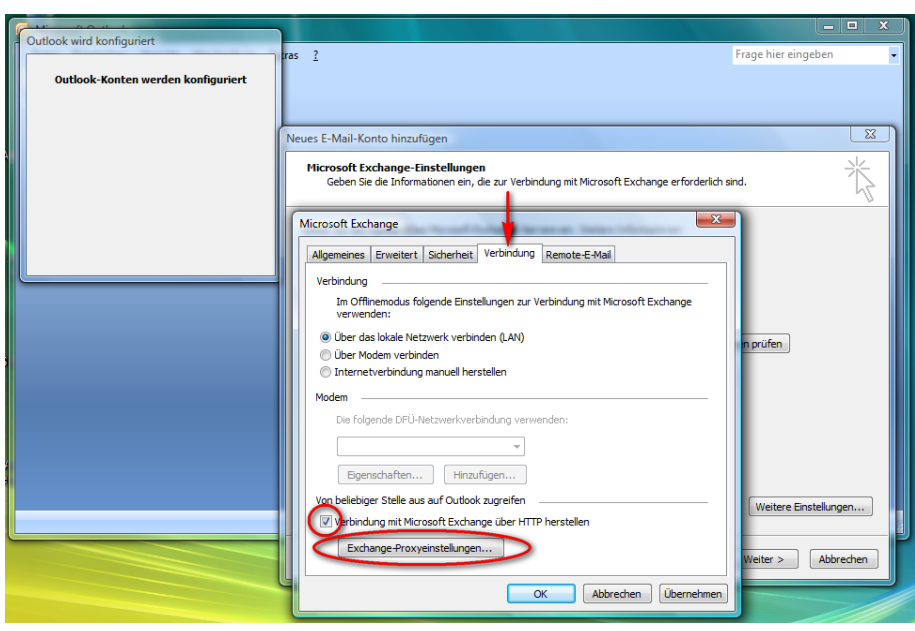 Outlook wird konfiguriert
Outlook-Konten werden konfiguriert
?
Frage hier eingeben
Neues E-Mail-Konto hinzufügen
Microsoft Exchange-Einstellungen
Geben Sie die Informationen ein, die zur Verbindung mit Microsoft Exchange erforderlich sind.
Microsoft Exchange
Allgemeines Erweitert Sicherheit Verbindung Remote-E-Mail
Verbindung
Im Offlinemodus folgende Einstellungen zur Verbindung mit Microsoft Exchange
verwenden:
Über das lokale Netzwerk verbinden (LAN)
Über Modem verbinden
Internetverbindung manuell herstellen
prüfen
Modem
Die folgende DFÜ-Netzwerkverbindung verwenden:
Eigenschaften... Hinzufügen...
Von beliebiger Stelle aus auf Outlook zugreifen
Weitere Einstellungen...
Verbindung mit Microsoft Exchange über HTTP herstellen
Exchange-Proxyeinstellungen...
Weiter > Abbrechen
OK Abbrechen Übernehmen